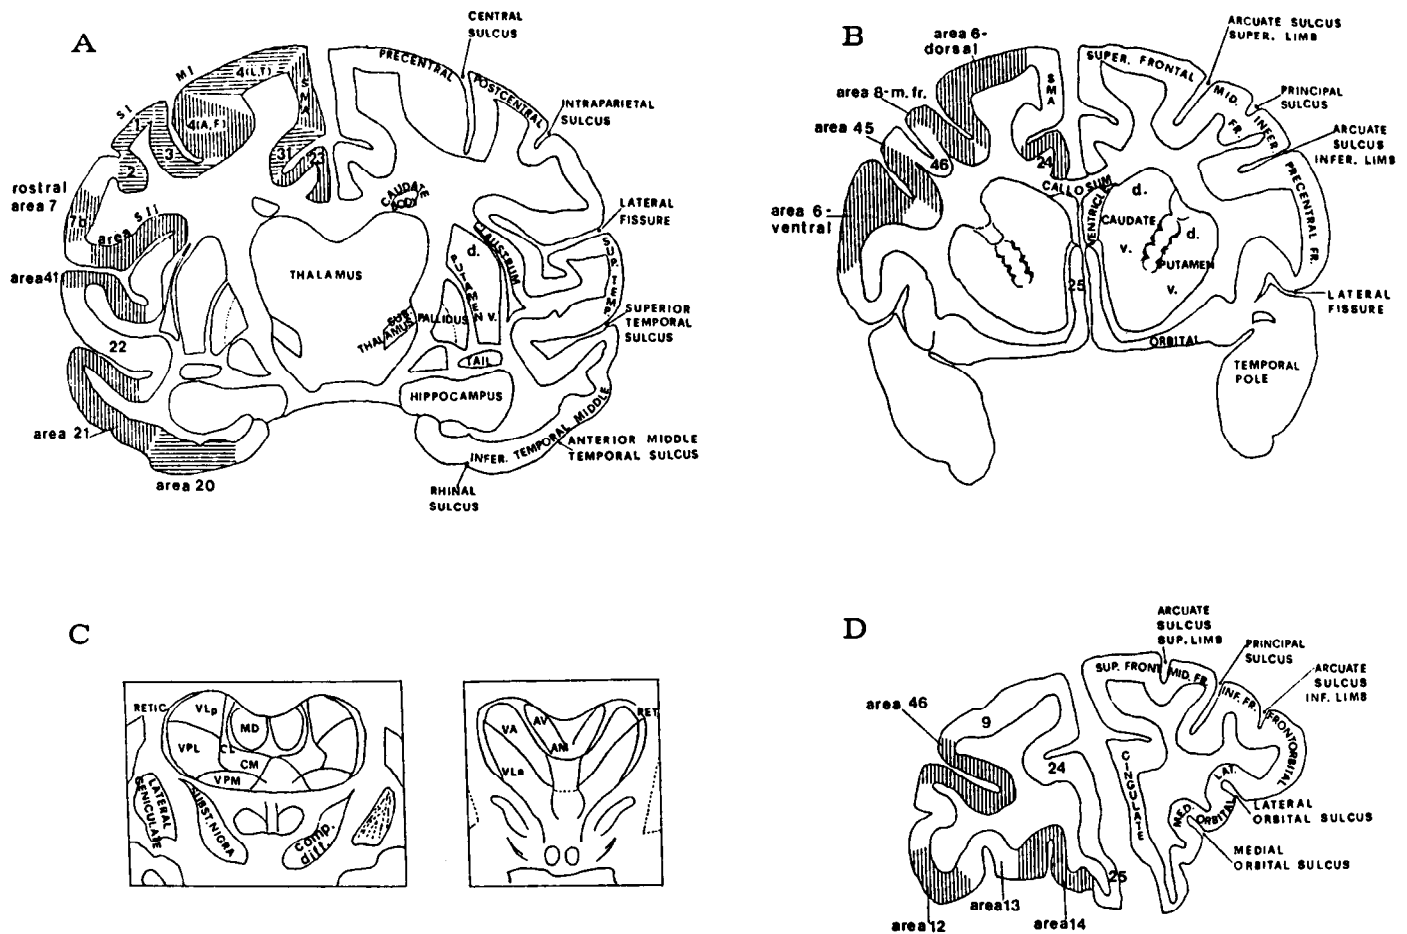 A
CENTRAL
SULCUS
PRECENTRAL
POSTCENTRAL
INTRAPARIETAL
SULCUS
MI
4(L,T)
SMA
SI
1
4(A,F)
3
2
31
23
rostral
area 7
7b
area SII
CAUDATE
BODY
LATERAL
FISSURE
CLAUSTRUM
SUP. TEMP.
THALAMUS
d.
PUTAMEN
v.
area41
SUB-
THALAMUS
PALLIDUS
SUPERIOR
TEMPORAL
SULCUS
22
TAIL
HIPPOCAMPUS
area 21
INFER. TEMPORAL MIDDLE
ANTERIOR MIDDLE
TEMPORAL SULCUS
area 20
RHINAL
SULCUS
B
area 6-
dorsal
ARCUATE SULCUS
SUPER. LIMB
SMA
SUPER. FRONTAL
area 8-m. fr.
MID.
FR.
PRINCIPAL
SULCUS
area 45
46
INFER.
ARCUATE
SULCUS
INFER. LIMB
24
CALLOSUM
PRECENTRAL FR.
area 6-
ventral
VENTRICLE
d.
CAUDATE
v.
d.
PUTAMEN
v.
25
LATERAL
FISSURE
ORBITAL
TEMPORAL
POLE
C
RETIC.
VLp
MD
VPL
CL
CM
VPM
LATERAL
GENICULATE
SUBST. NIGRA
Comp.
diff.
VA
AV
RET.
AM
VLa
D
ARCUATE
SULCUS
SUP. LIMB
PRINCIPAL
SULCUS
SUP. FRONT
MID. FR.
ARCUATE
SULCUS
INF. LIMB
INF. FR.
area 46
9
FRONTORBITAL
24
CINGULATE
LAT.
MED.
ORBITAL
LATERAL
ORBITAL SULCUS
MEDIAL
ORBITAL SULCUS
25
area13
area12
area14